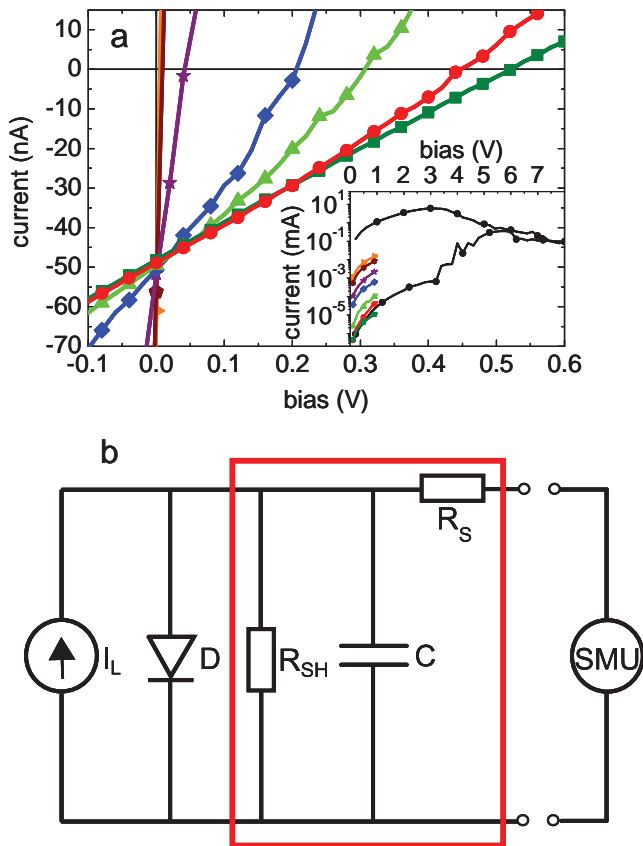 a
current (nA)
10
0
-10
-20
-30
-40
-50
-60
-70
-0.1 0.0 0.1 0.2 0.3 0.4 0.5 0.6
bias (V)
bias (V)
0 1 2 3 4 5 6 7
current (mA)
10¹
10⁻¹
10⁻³
10⁻⁵
b
I_L
D
R_SH
C
R_S
SMU